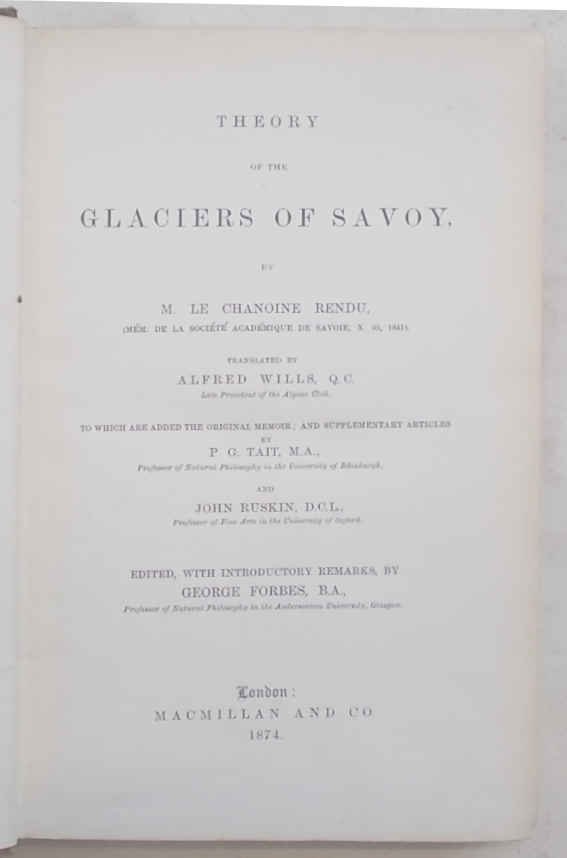 THEORY
OF THE
GLACIERS OF SAVOY,
BY
M. LE CHANOINE RENDU,
(MÉM. DE LA SOCIÉTÉ ACADÉMIQUE DE SAVOIE, X. 40, 1841).
TRANSLATED BY
ALFRED WILLS, Q.C.
Late President of the Alpine Club.
TO WHICH ARE ADDED THE ORIGINAL MEMOIR; AND SUPPLEMENTARY ARTICLES
BY
P. G. TAIT, M.A.,
Professor of Natural Philosophy in the University of Edinburgh,
AND
JOHN RUSKIN, D.C.L.,
Professor of Fine Arts in the University of Oxford.
EDITED, WITH INTRODUCTORY REMARKS, BY
GEORGE FORBES, B.A.,
Professor of Natural Philosophy in the Andersonian University, Glasgow.
London:
MACMILLAN AND CO
1874.